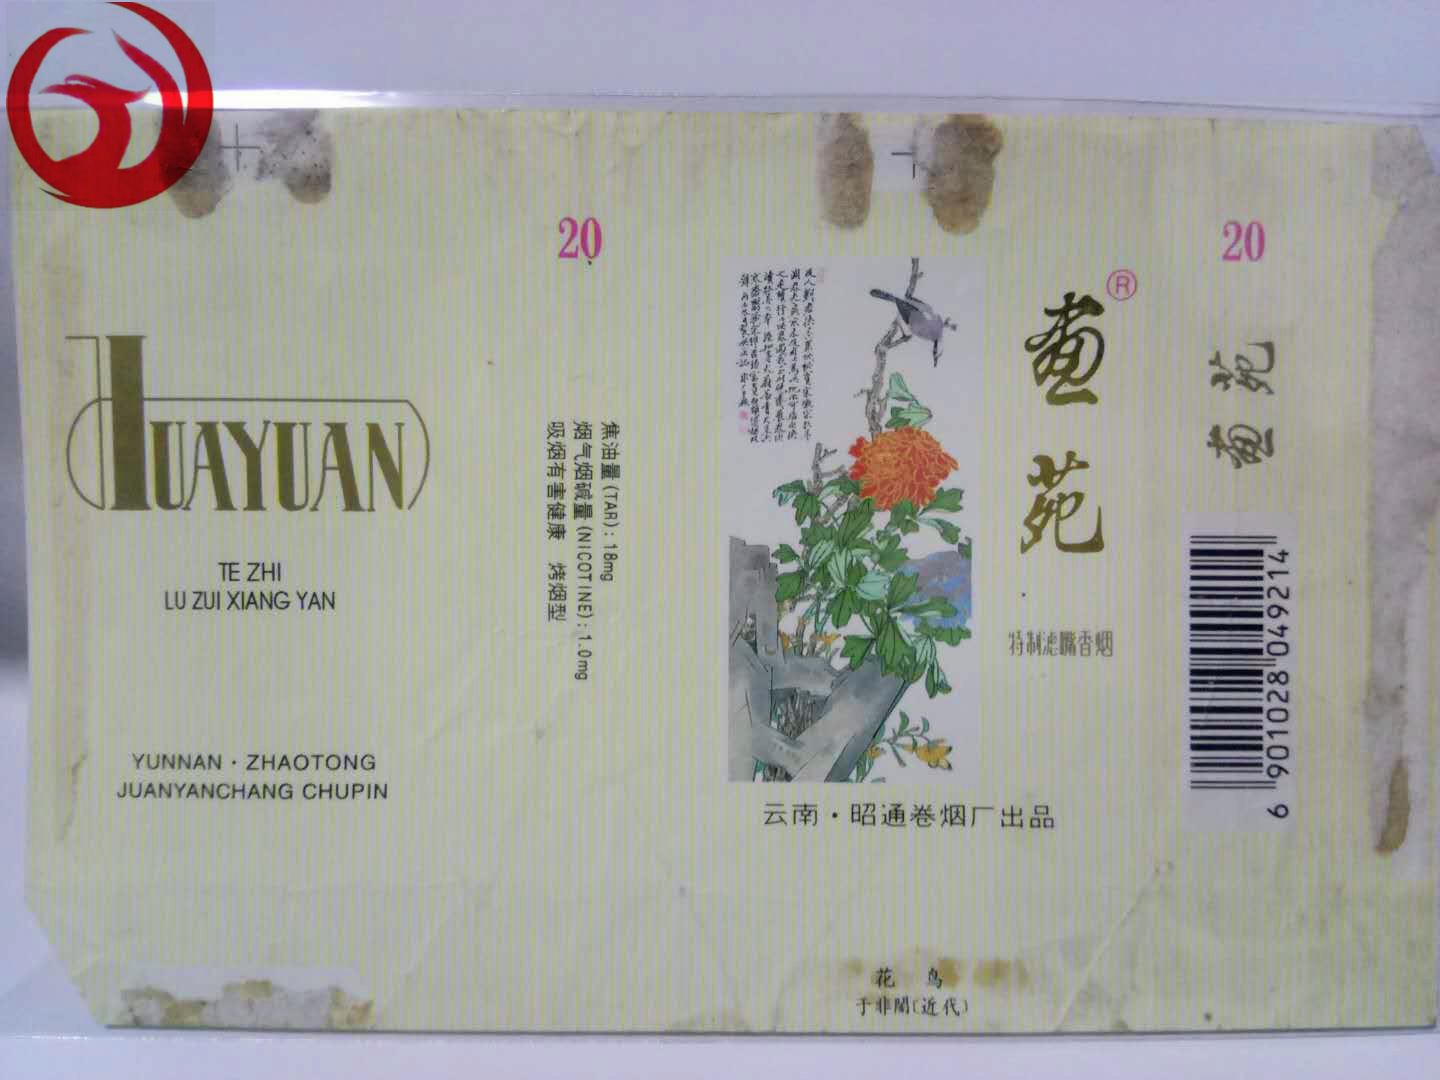 20
HUAYUAN
TE ZHI
LU ZUI XIANG YAN
YUNNAN · ZHAOTONG
JUANYANCHANG CHUPIN
焦油量(TAR): 18mg
烟气烟碱量(NICOTINE): 1.0mg
吸烟有害健康 烤烟型
画苑
®
特制滤嘴香烟
云南·昭通卷烟厂出品
花 鸟
于非闇(近代)
20
画苑
6 901028 049214